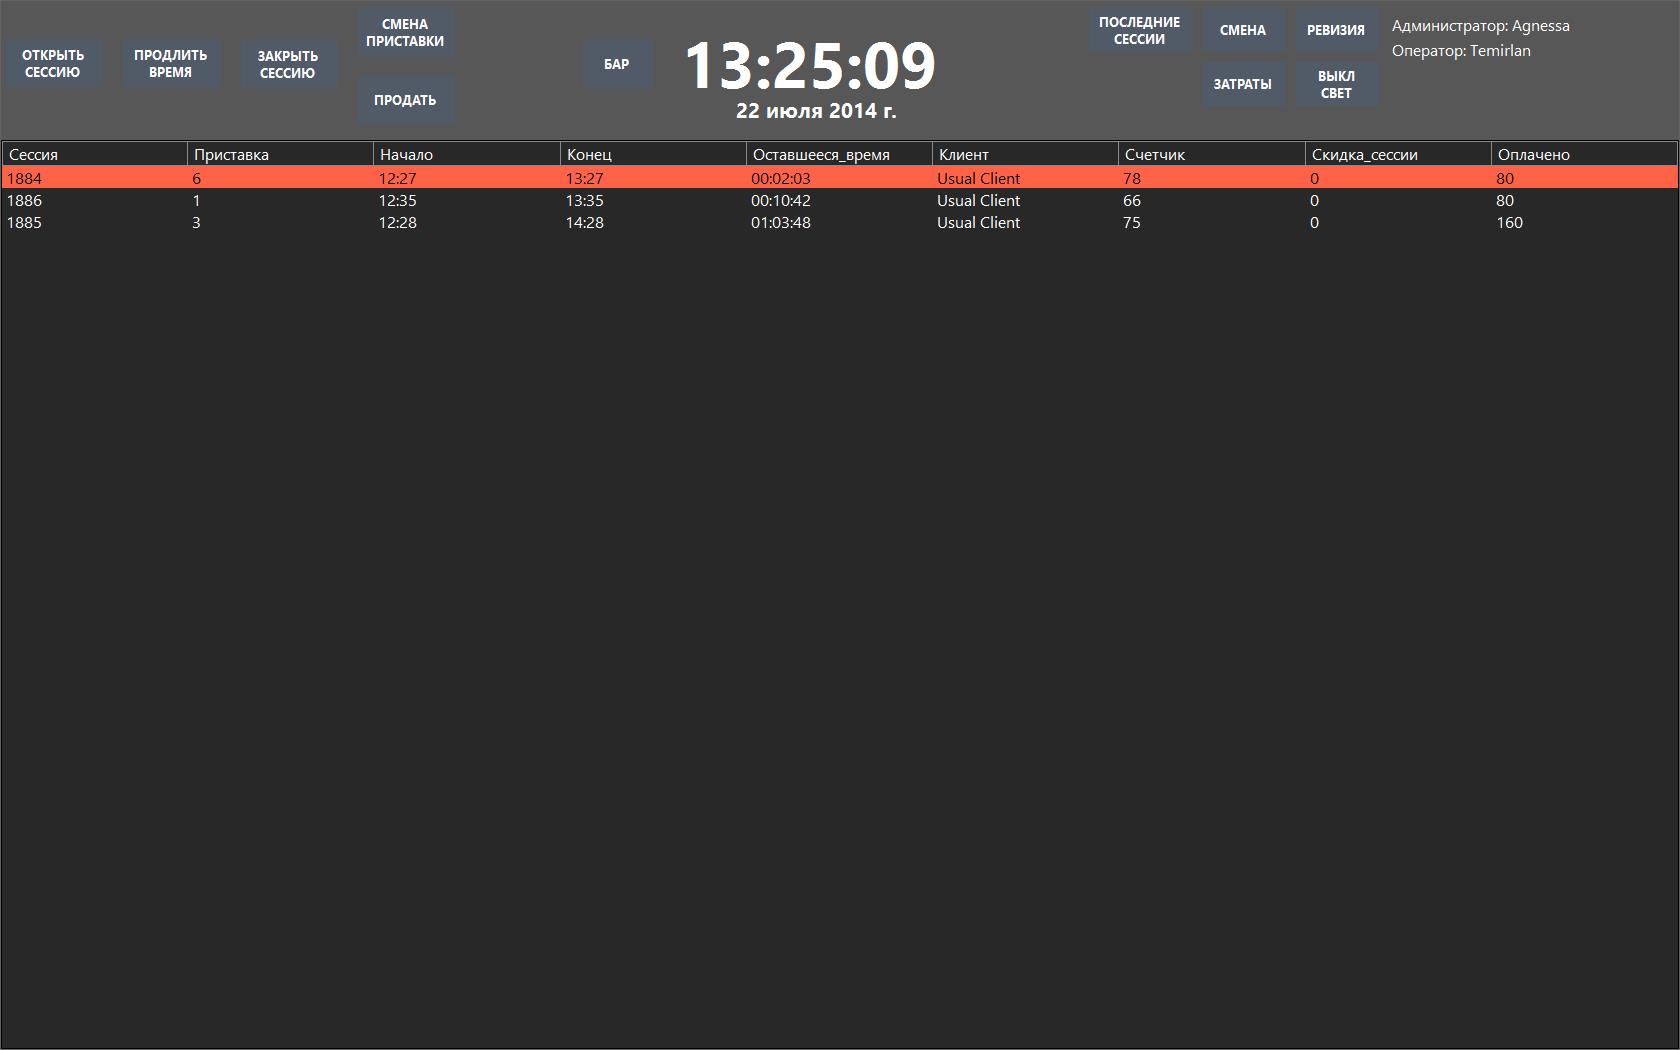 ОТКРЫТЬ
СЕССИЮ
ПРОДЛИТЬ
ВРЕМЯ
ЗАКРЫТЬ
СЕССИЮ
СМЕНА
ПРИСТАВКИ
ПРОДАТЬ
БАР
13:25:09
22 июля 2014 г.
ПОСЛЕДНИЕ
СЕССИИ
СМЕНА
РЕВИЗИЯ
ЗАТРАТЫ
ВЫКЛ
СВЕТ
Администратор: Agnessa
Оператор: Temirlan
Сессия Приставка Начало Конец Оставшееся_время Клиент Счетчик Скидка_сессии Оплачено
1884 6 12:27 13:27 00:02:03 Usual Client 78 0 80
1886 1 12:35 13:35 00:10:42 Usual Client 66 0 80
1885 3 12:28 14:28 01:03:48 Usual Client 75 0 160